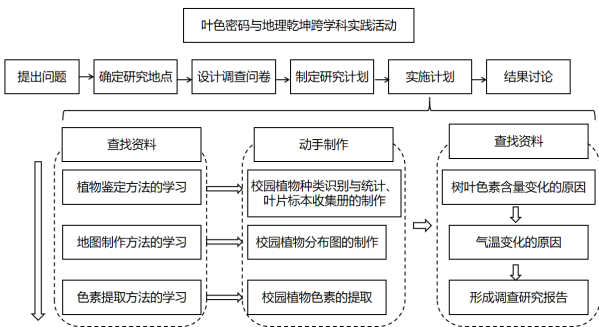 叶色密码与地理乾坤跨学科实践活动
提出问题
确定研究地点
设计调查问卷
制定研究计划
实施计划
结果讨论
查找资料
植物鉴定方法的学习
地图制作方法的学习
色素提取方法的学习
动手制作
校园植物种类识别与统计、
叶片标本收集册的制作
校园植物分布图的制作
校园植物色素的提取
查找资料
树叶色素含量变化的原因
气温变化的原因
形成调查研究报告